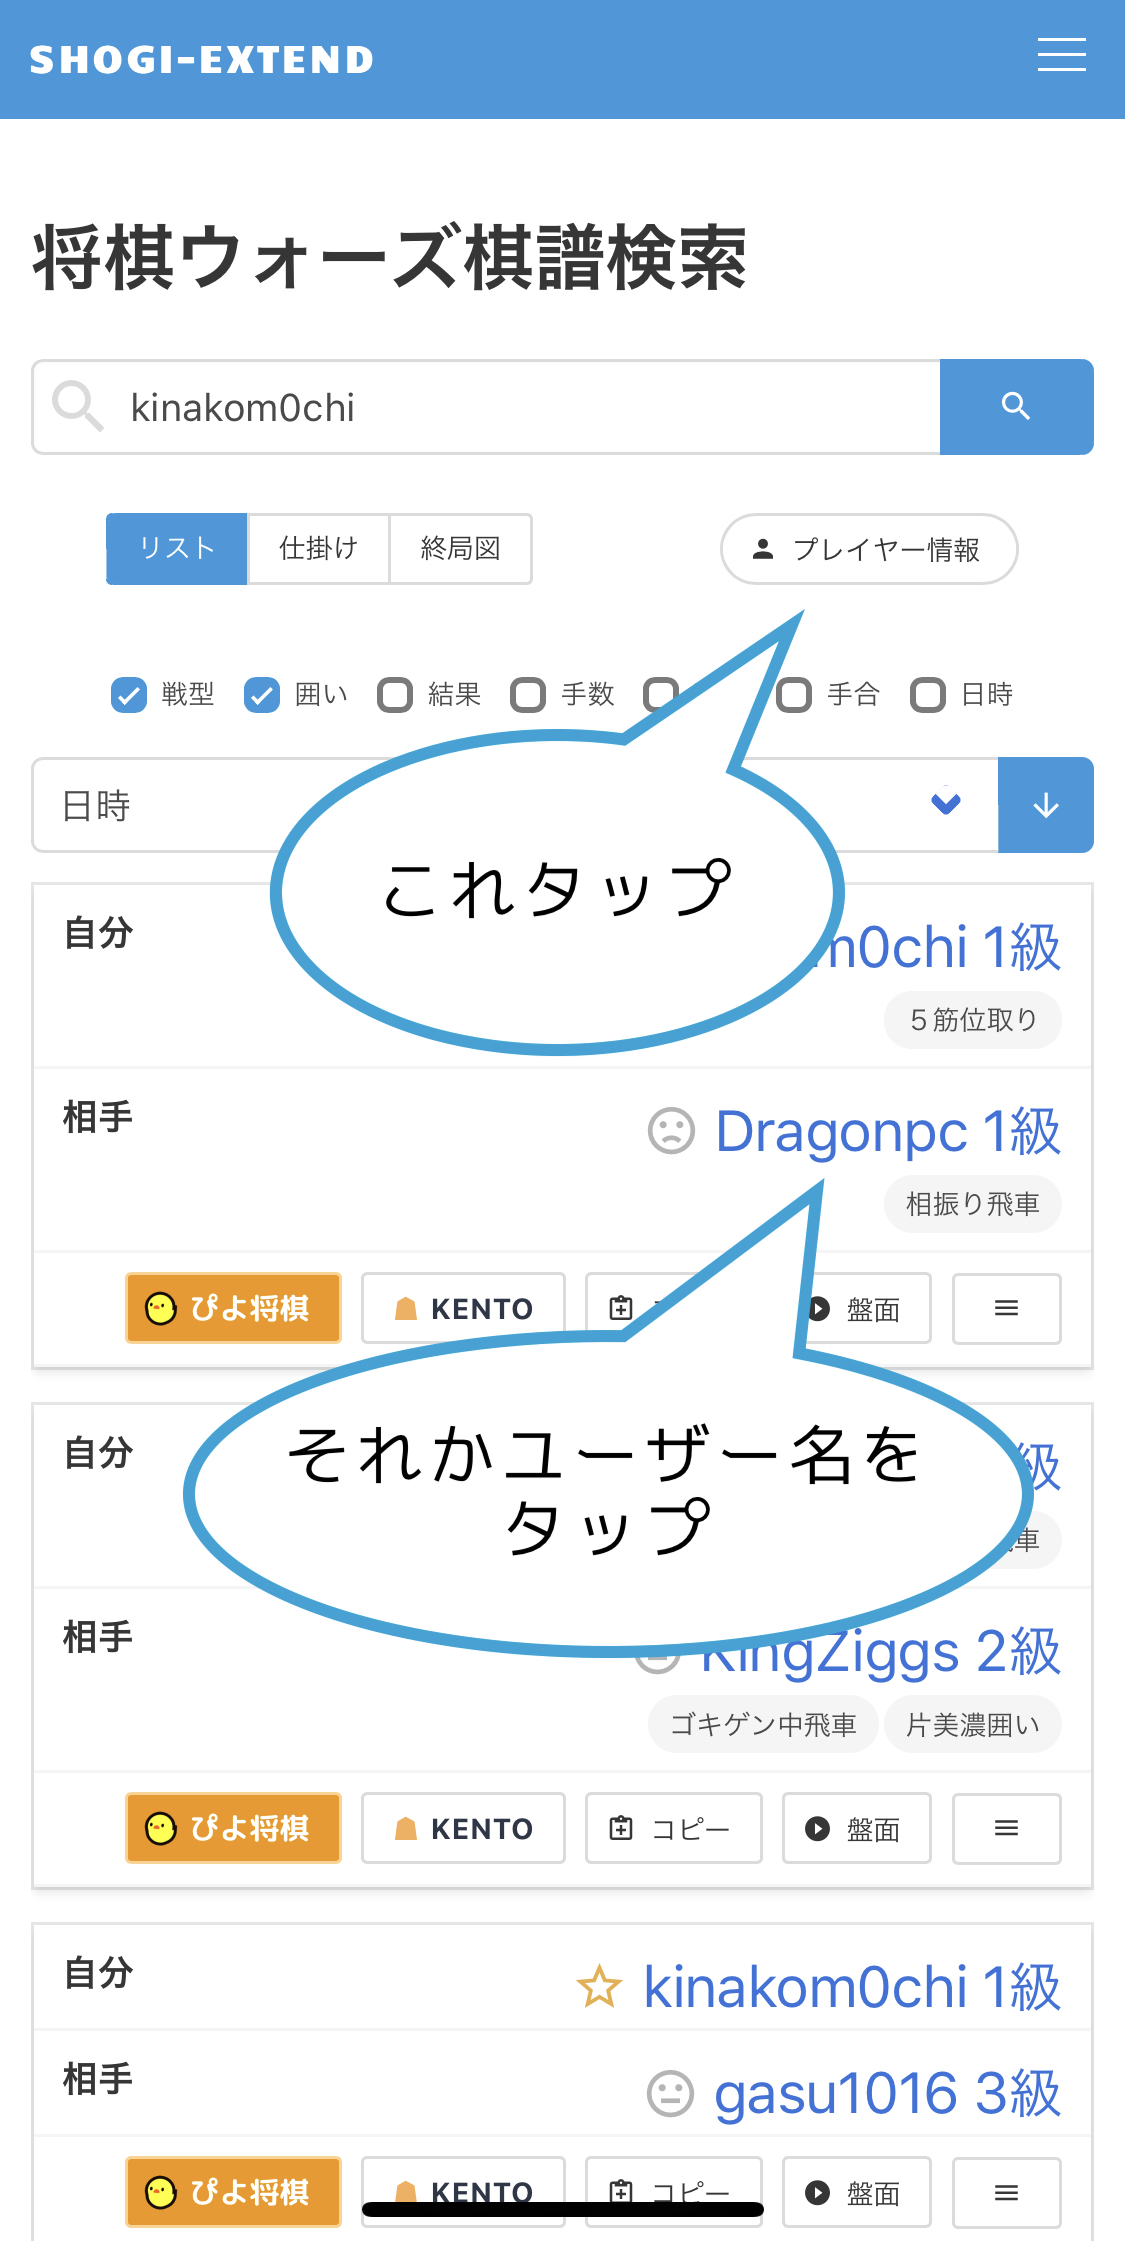 SHOGI-EXTEND
将棋ウォーズ棋譜検索
kinakom0chi
リスト 仕掛け 終局図 プレイヤー情報
戦型 囲い 結果 手数 手合 日時
日時
これタップ
自分
m0chi 1級
５筋位取り
相手
Dragonpc 1級
相振り飛車
ぴよ将棋 KENTO 盤面
自分
級
それかユーザー名を
タップ
車
相手
KingZiggs 2級
ゴキゲン中飛車 片美濃囲い
ぴよ将棋 KENTO コピー 盤面
自分
kinakom0chi 1級
相手
gasu1016 3級
ぴよ将棋 KENTO コピー 盤面